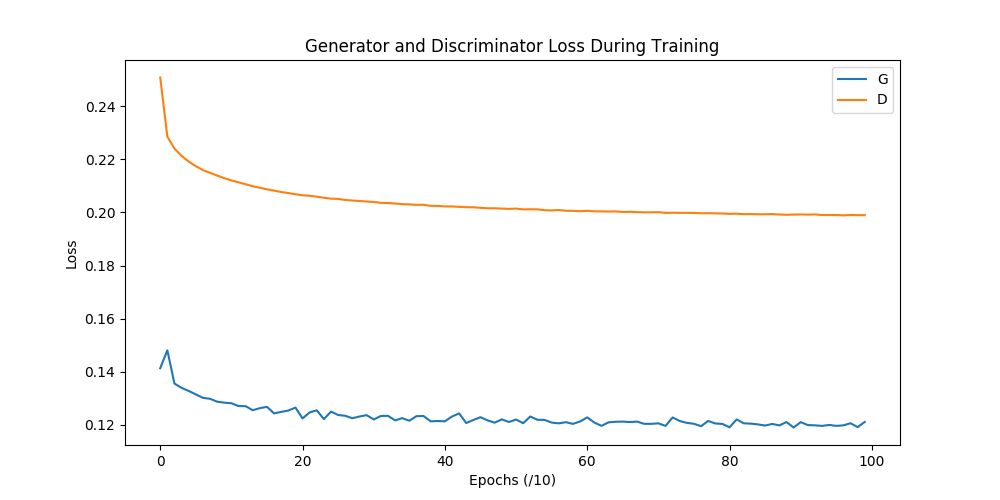 Generator and Discriminator Loss During Training
G
D
0.24
0.22
0.20
0.18
0.16
0.14
0.12
Loss
0 20 40 60 80 100
Epochs (/10)